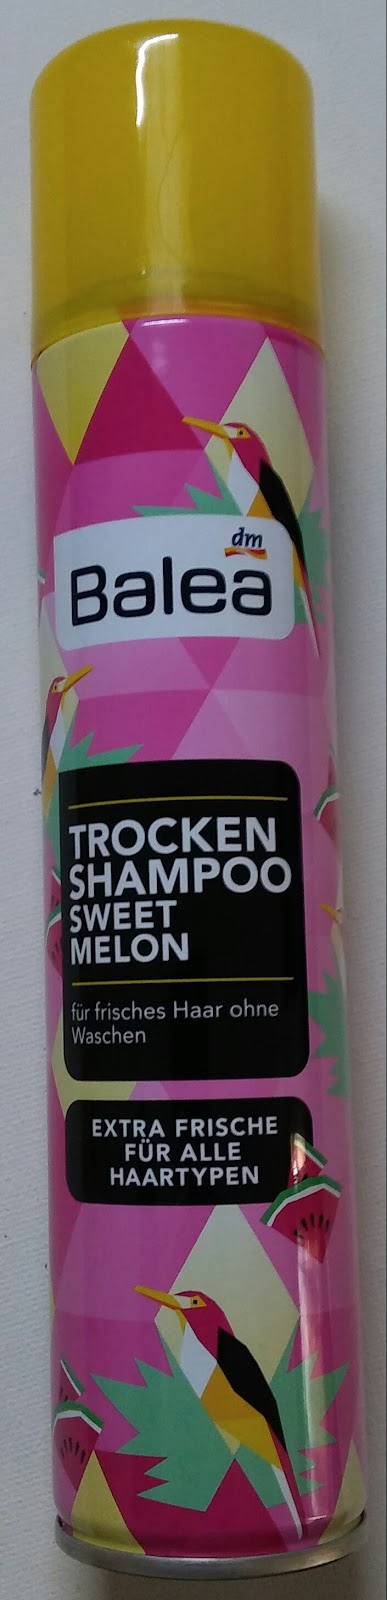 dm
Balea
TROCKEN
SHAMPOO
SWEET
MELON
für frisches Haar ohne
Waschen
EXTRA FRISCHE
FÜR ALLE
HAARTYPEN